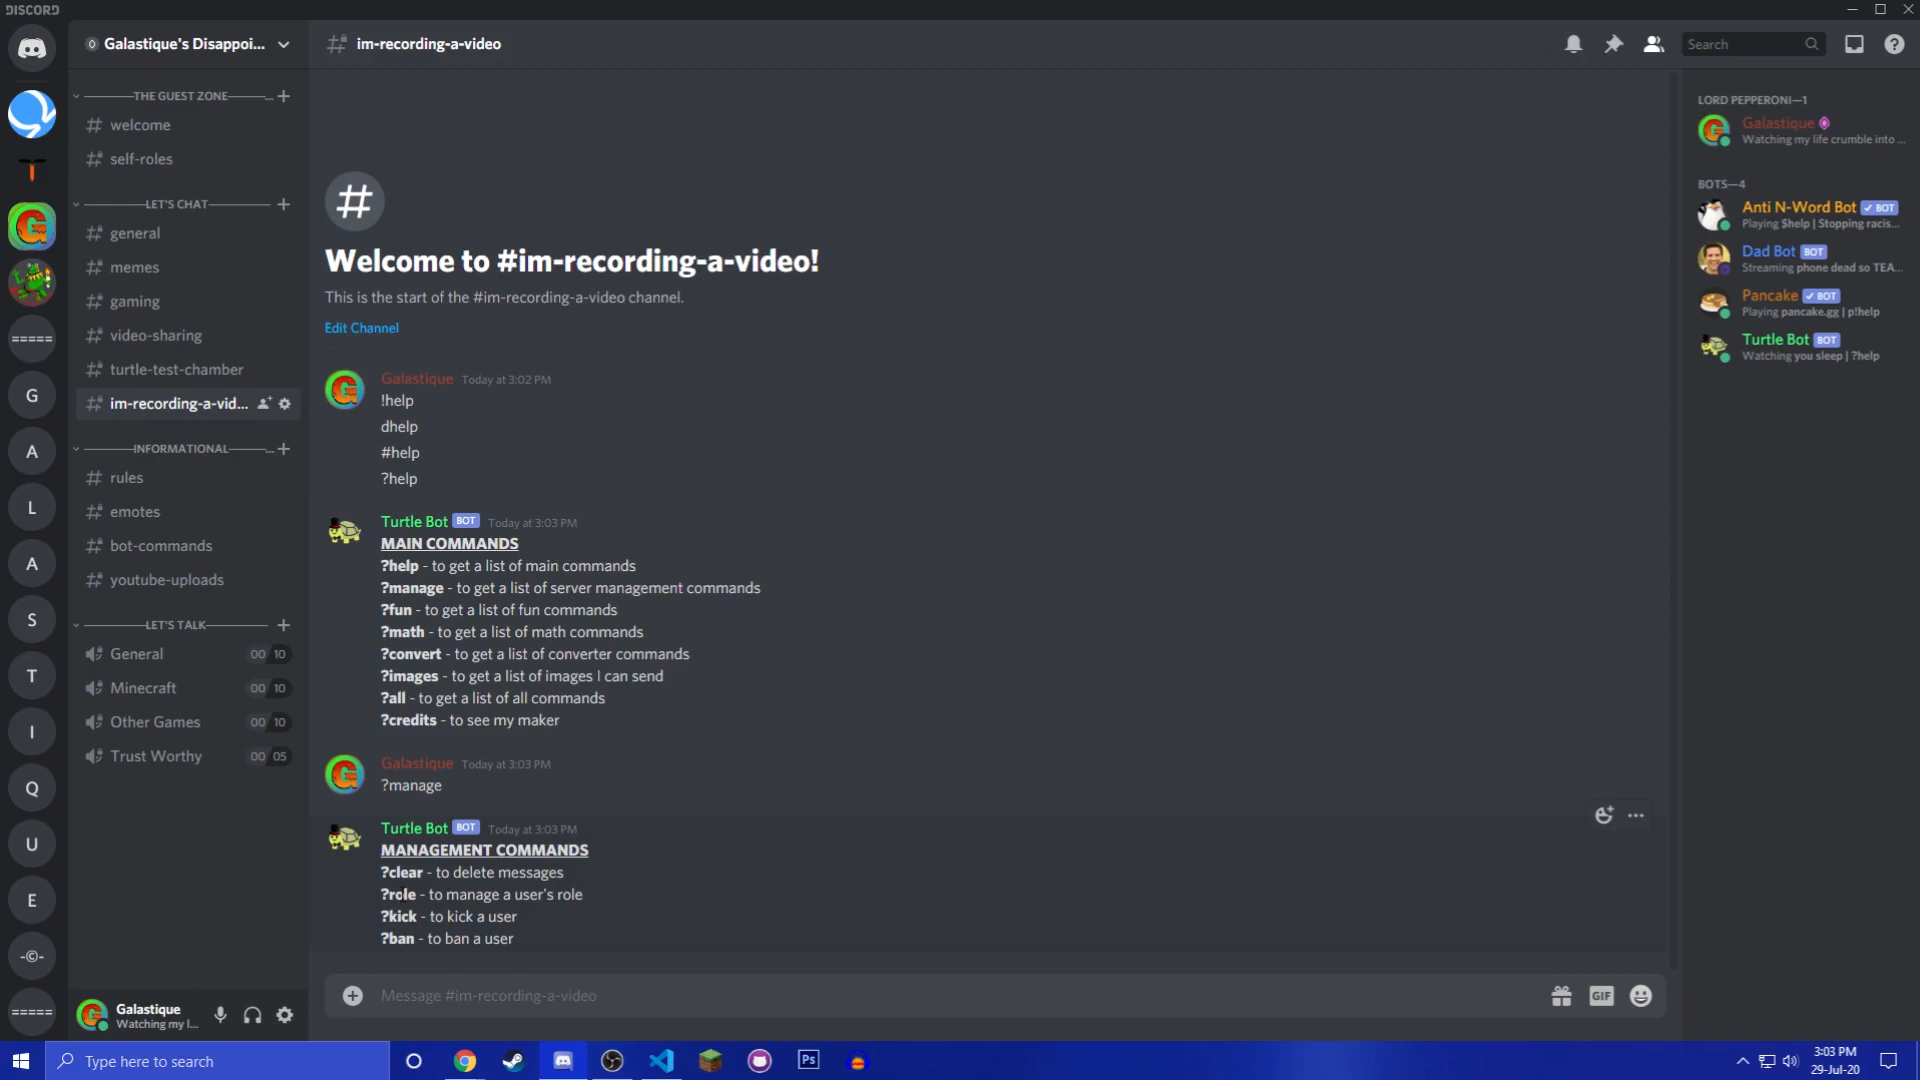 DISCORD
Galastique's Disappoi...
im-recording-a-video
Search
THE GUEST ZONE
welcome
self-roles
LET'S CHAT
general
memes
gaming
video-sharing
turtle-test-chamber
im-recording-a-vid...
INFORMATIONAL
rules
emotes
bot-commands
youtube-uploads
LET'S TALK
General 00 10
Minecraft 00 10
Other Games 00 10
Trust Worthy 00 05
=====
G
A
L
A
S
T
I
Q
U
E
-©-
=====
Galastique
Watching my l...
Welcome to #im-recording-a-video!
This is the start of the #im-recording-a-video channel.
Edit Channel
Galastique Today at 3:02 PM
!help
dhelp
#help
?help
Turtle Bot BOT Today at 3:03 PM
MAIN COMMANDS
?help - to get a list of main commands
?manage - to get a list of server management commands
?fun - to get a list of fun commands
?math - to get a list of math commands
?convert - to get a list of converter commands
?images - to get a list of images I can send
?all - to get a list of all commands
?credits - to see my maker
Galastique Today at 3:03 PM
?manage
Turtle Bot BOT Today at 3:03 PM
MANAGEMENT COMMANDS
?clear - to delete messages
?role - to manage a user's role
?kick - to kick a user
?ban - to ban a user
Message #im-recording-a-video
GIF
LORD PEPPERONI—1
Galastique
Watching my life crumble into ...
BOTS—4
Anti N-Word Bot BOT
Playing $help | Stopping racis...
Dad Bot BOT
Streaming phone dead so TEA...
Pancake BOT
Playing pancake.gg | p!help
Turtle Bot BOT
Watching you sleep | ?help
Type here to search
Ps
3:03 PM
29-Jul-20